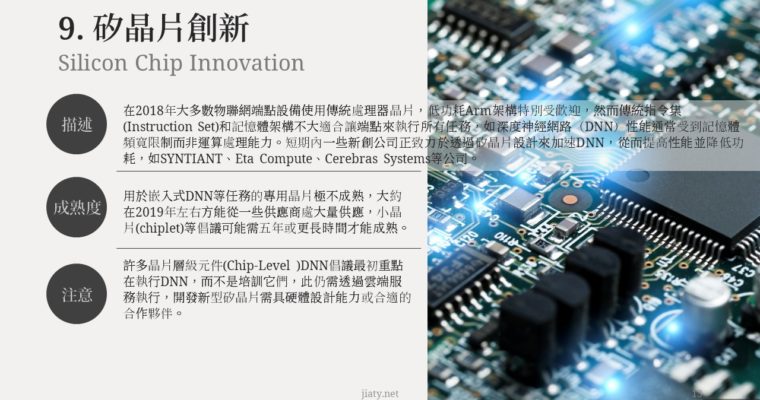 9. 矽晶片創新
Silicon Chip Innovation
描述
在2018年大多數物聯網端點設備使用傳統處理器晶片，低功耗Arm架構特別受歡迎，然而傳統指令集
(Instruction Set)和記憶體架構不大適合讓端點來執行所有任務，如深度神經網路（DNN）性能通常受到記憶體
頻寬限制而非運算處理能力。短期內一些新創公司正致力於透過矽晶片設計來加速DNN，從而提高性能並降低功
耗，如SYNTIANT、Eta Compute、Cerebras Systems等公司。
成熟度
用於嵌入式DNN等任務的專用晶片極不成熟，大約
在2019年左右方能從一些供應商處大量供應，小晶
片(chiplet)等倡議可能需五年或更長時間才能成熟。
注意
許多晶片層級元件(Chip-Level )DNN倡議最初重點
在執行DNN，而不是培訓它們，此仍需透過雲端服
務執行，開發新型矽晶片需具硬體設計能力或合適的
合作夥伴。
jiaty.net